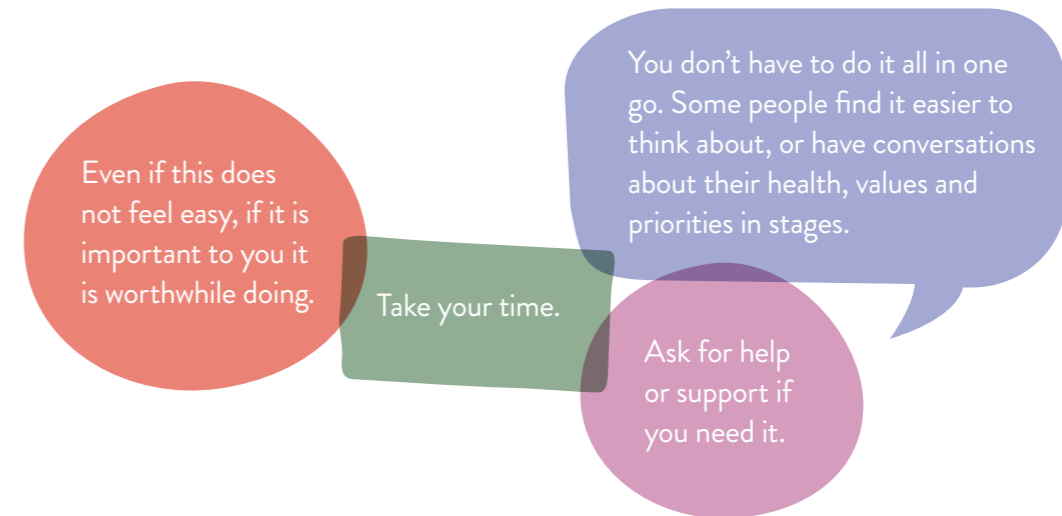 Even if this does
not feel easy, if it is
important to you it
is worthwhile doing.
Take your time.
You don’t have to do it all in one
go. Some people find it easier to
think about, or have conversations
about their health, values and
priorities in stages.
Ask for help
or support if
you need it.